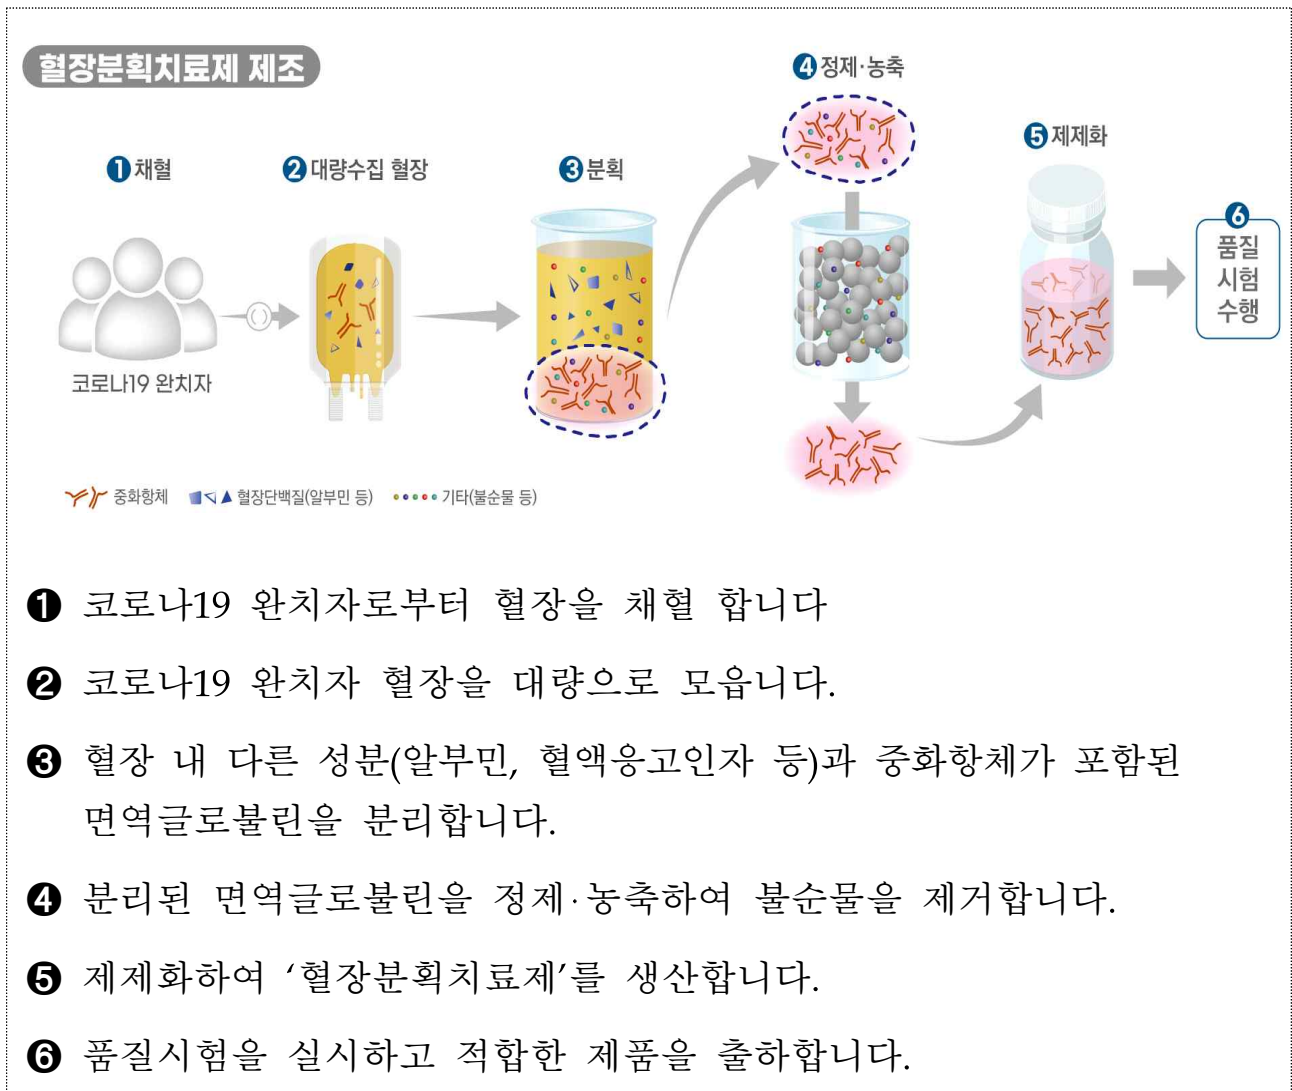 혈장분획치료제 제조
❶ 채혈
❷ 대량수집 혈장
❸ 분획
❹ 정제·농축
❺ 제제화
❻
품질
시험
수행
코로나19 완치자
중화항체
혈장단백질(알부민 등)
기타(불순물 등)
❶ 코로나19 완치자로부터 혈장을 채혈 합니다
❷ 코로나19 완치자 혈장을 대량으로 모읍니다.
❸ 혈장 내 다른 성분(알부민, 혈액응고인자 등)과 중화항체가 포함된
면역글로불린을 분리합니다.
❹ 분리된 면역글로불린을 정제·농축하여 불순물을 제거합니다.
❺ 제제화하여 ‘혈장분획치료제’를 생산합니다.
❻ 품질시험을 실시하고 적합한 제품을 출하합니다.